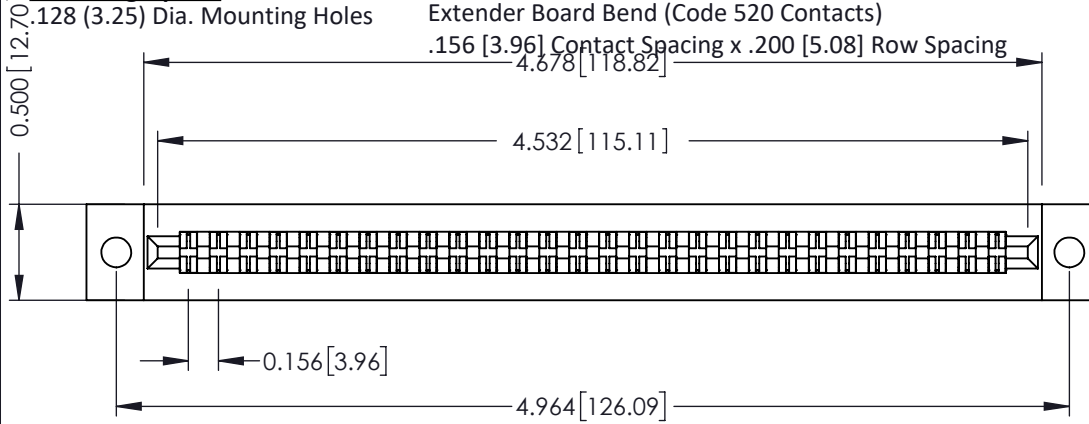 .128 (3.25) Dia. Mounting Holes
Extender Board Bend (Code 520 Contacts)
.156 [3.96] Contact Spacing x .200 [5.08] Row Spacing
4.678[118.82]
0.500[12.70
4.532[115.11]
0.156[3.96]
4.964[126.09]